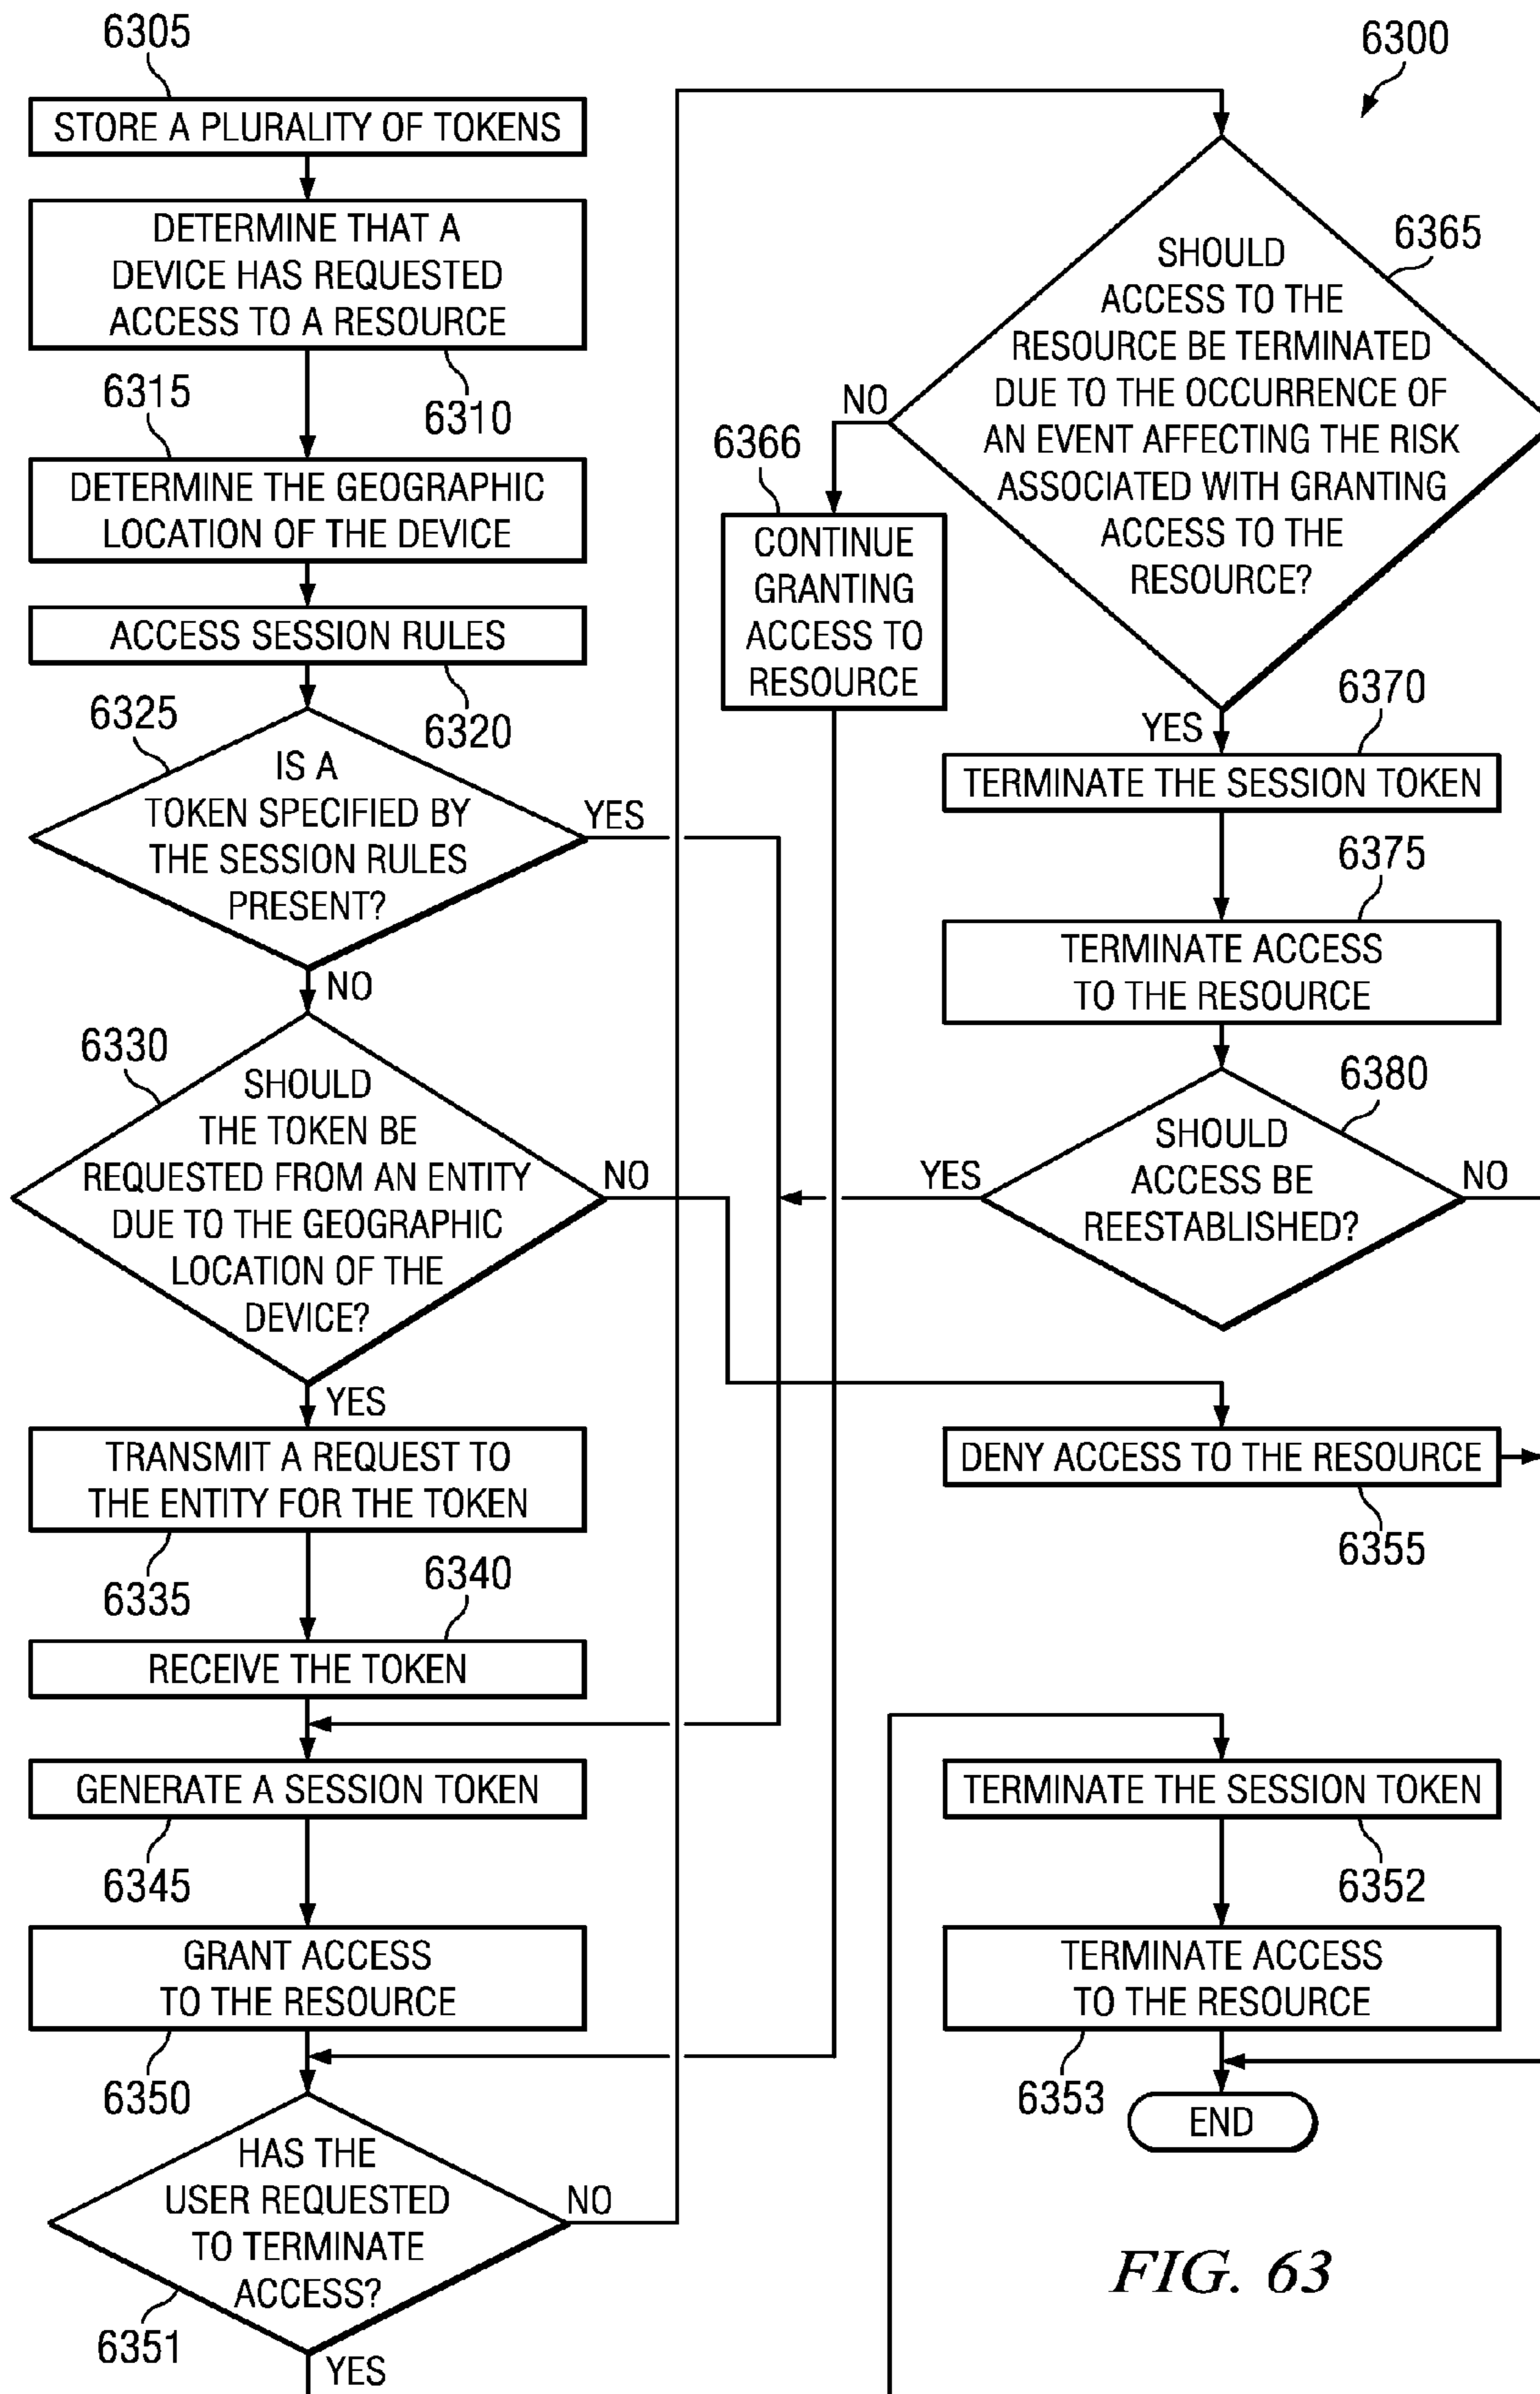 6305
STORE A PLURALITY OF TOKENS
DETERMINE THAT A
DEVICE HAS REQUESTED
ACCESS TO A RESOURCE
6310
6315
DETERMINE THE GEOGRAPHIC
LOCATION OF THE DEVICE
ACCESS SESSION RULES
6320
6325
IS A
TOKEN SPECIFIED BY
THE SESSION RULES
PRESENT?
YES
NO
6330
SHOULD
THE TOKEN BE
REQUESTED FROM AN ENTITY
DUE TO THE GEOGRAPHIC
LOCATION OF THE
DEVICE?
NO
YES
TRANSMIT A REQUEST TO
THE ENTITY FOR THE TOKEN
6335
6340
RECEIVE THE TOKEN
GENERATE A SESSION TOKEN
6345
GRANT ACCESS
TO THE RESOURCE
6350
HAS THE
USER REQUESTED
TO TERMINATE
ACCESS?
NO
6351
YES
6300
6365
SHOULD
ACCESS TO THE
RESOURCE BE TERMINATED
DUE TO THE OCCURRENCE OF
AN EVENT AFFECTING THE RISK
ASSOCIATED WITH GRANTING
ACCESS TO THE
RESOURCE?
NO
6366
CONTINUE
GRANTING
ACCESS TO
RESOURCE
YES
6370
TERMINATE THE SESSION TOKEN
6375
TERMINATE ACCESS
TO THE RESOURCE
6380
SHOULD
ACCESS BE
REESTABLISHED?
YES
NO
DENY ACCESS TO THE RESOURCE
6355
TERMINATE THE SESSION TOKEN
6352
TERMINATE ACCESS
TO THE RESOURCE
6353
END
FIG. 63